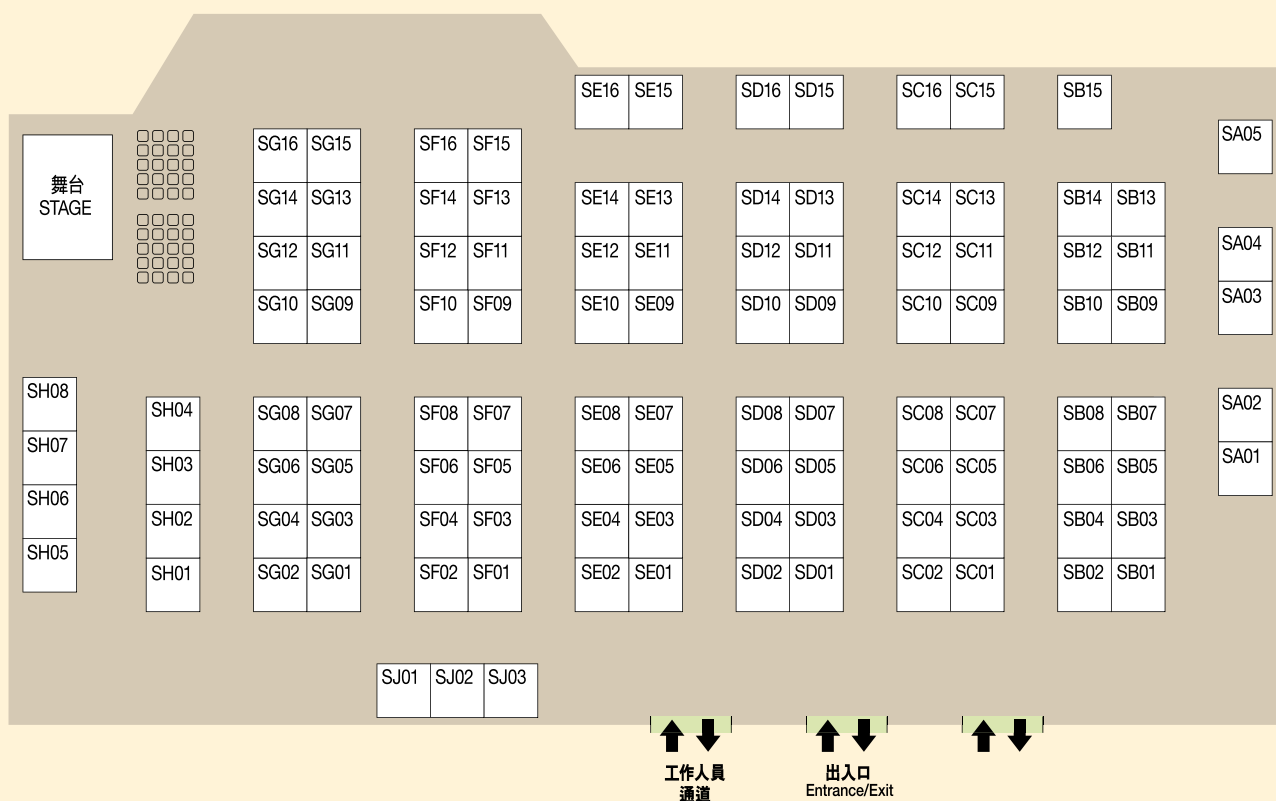 SE16 SE15 SD16 SD15 SC16 SC15 SB15
SA05
SG16 SG15 SF16 SF15
舞台
STAGE
SG14 SG13 SF14 SF13 SE14 SE13 SD14 SD13 SC14 SC13 SB14 SB13
SG12 SG11 SF12 SF11 SE12 SE11 SD12 SD11 SC12 SC11 SB12 SB11 SA04
SG10 SG09 SF10 SF09 SE10 SE09 SD10 SD09 SC10 SC09 SB10 SB09 SA03
SH08 SA02
SH04 SG08 SG07 SF08 SF07 SE08 SE07 SD08 SD07 SC08 SC07 SB08 SB07
SH07 SA01
SH03 SG06 SG05 SF06 SF05 SE06 SE05 SD06 SD05 SC06 SC05 SB06 SB05
SH06
SH02 SG04 SG03 SF04 SF03 SE04 SE03 SD04 SD03 SC04 SC03 SB04 SB03
SH05
SH01 SG02 SG01 SF02 SF01 SE02 SE01 SD02 SD01 SC02 SC01 SB02 SB01
SJ01 SJ02 SJ03
工作人員
通道
出入口
Entrance/Exit